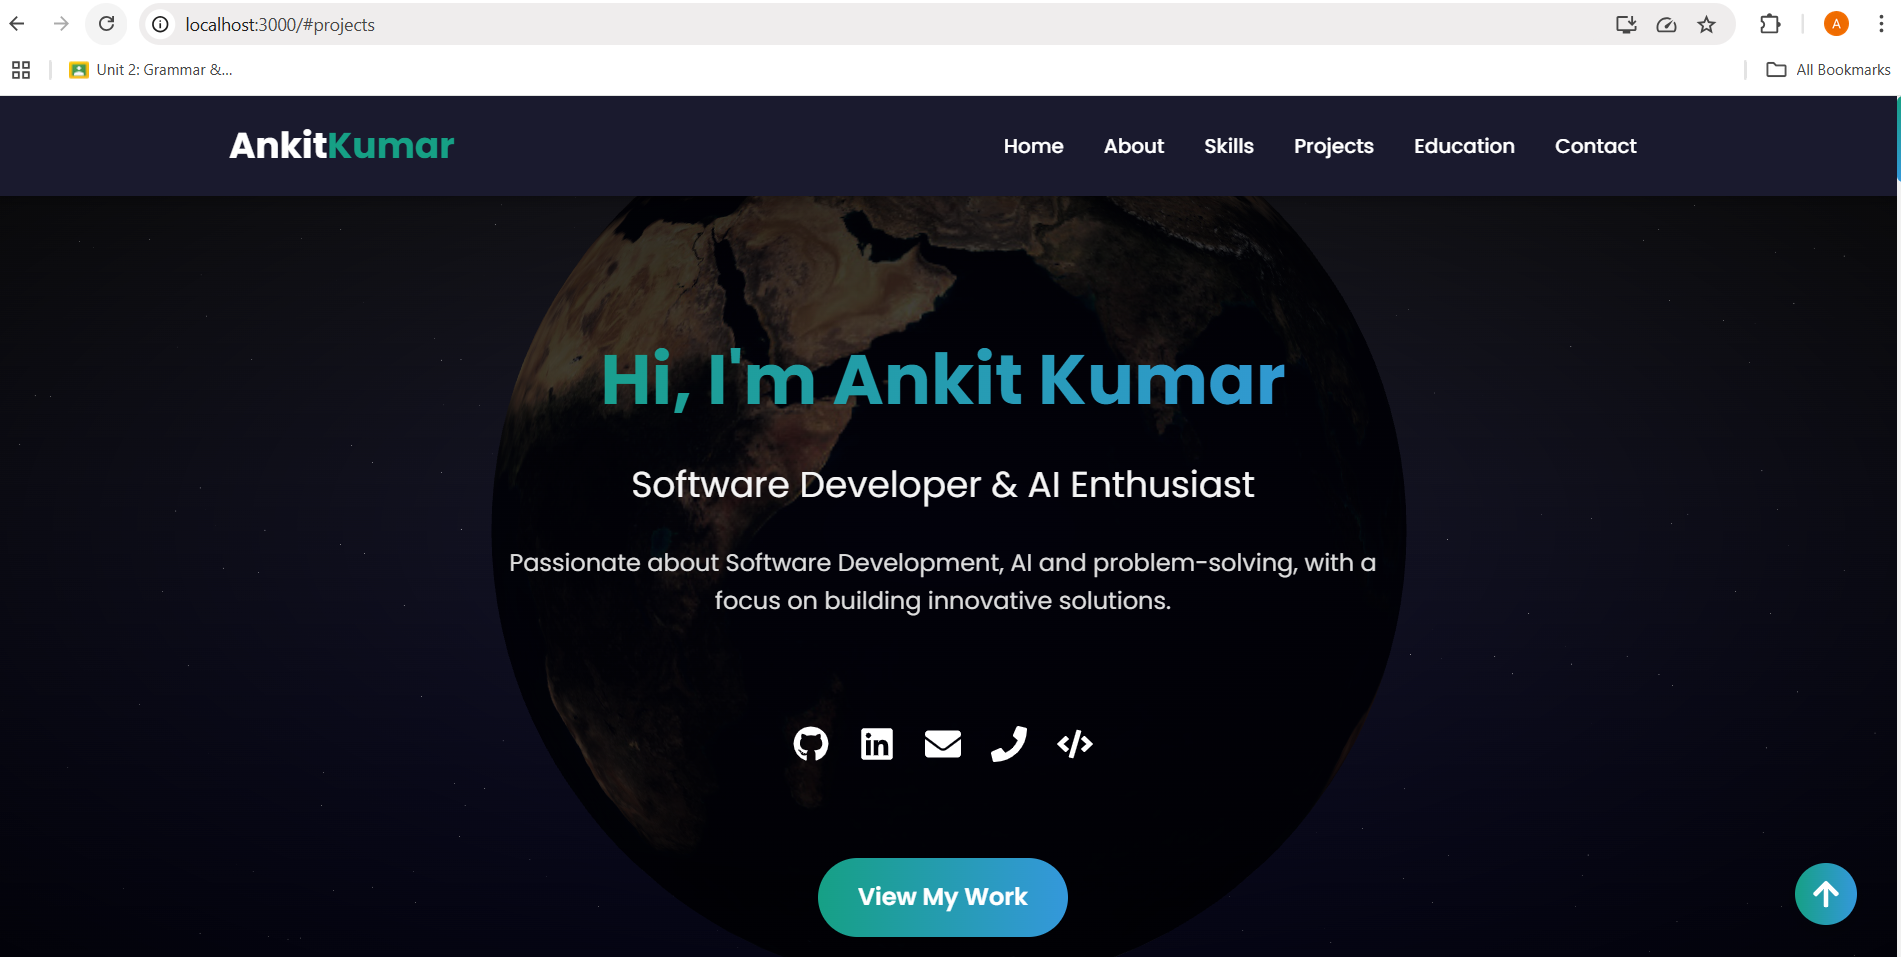 localhost:3000/#projects
A
Unit 2: Grammar &...
All Bookmarks
AnkitKumar
Home
About
Skills
Projects
Education
Contact
Hi, I'm Ankit Kumar
Software Developer & AI Enthusiast
Passionate about Software Development, AI and problem-solving, with a
focus on building innovative solutions.
View My Work